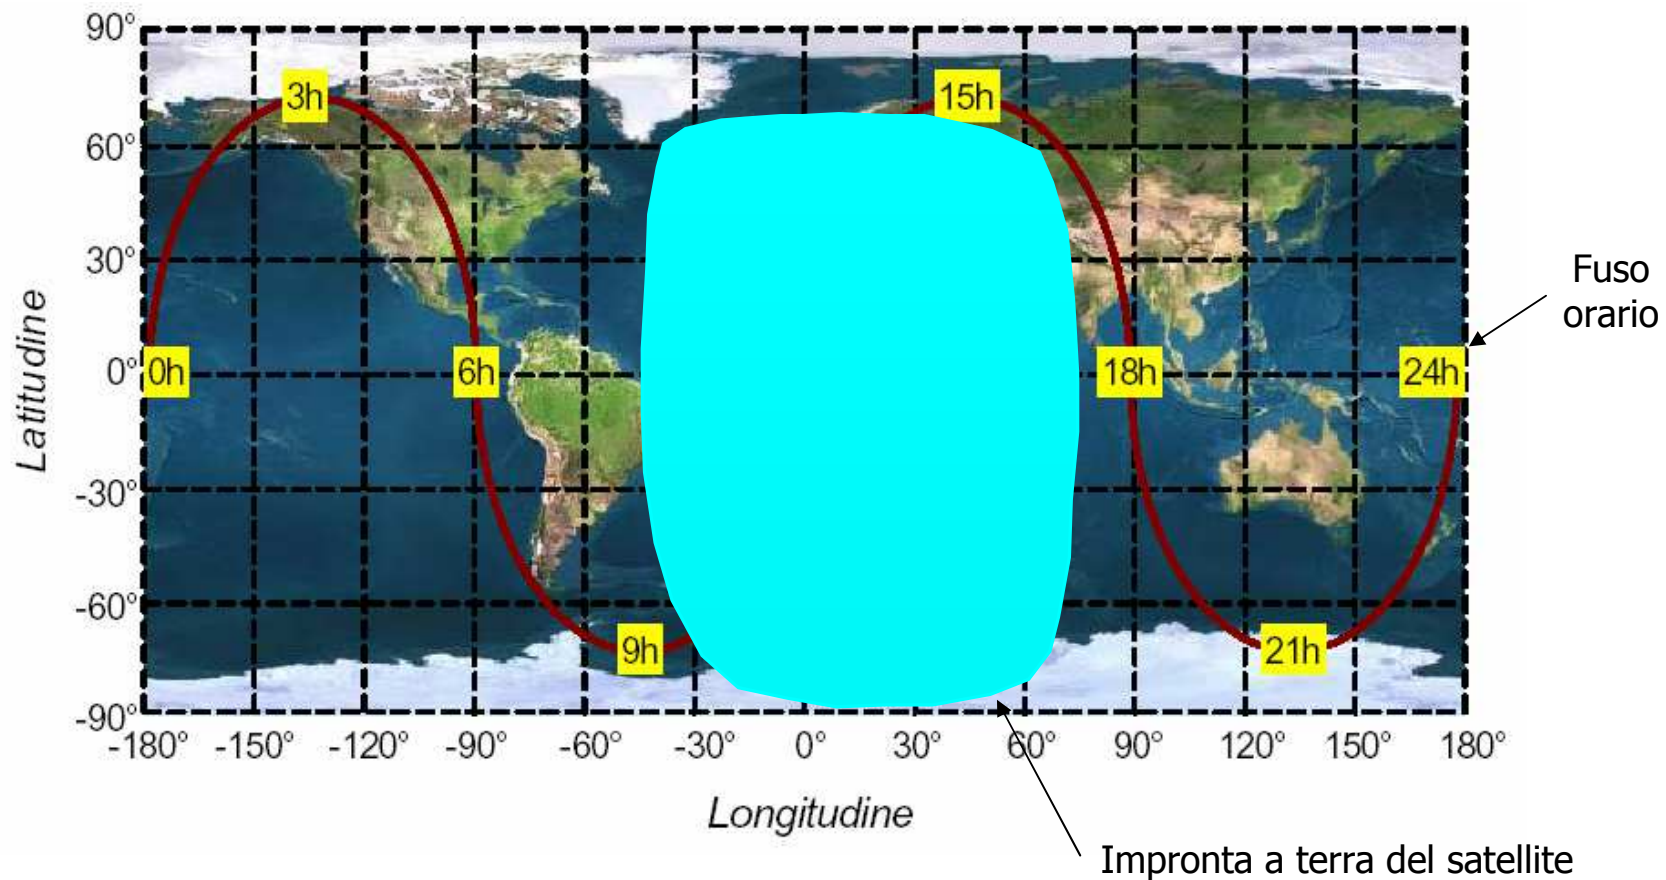 90°
60°
30°
0°
-30°
-60°
-90°
Latitudine
3h
15h
0h
6h
18h
24h
9h
21h
Fuso
orario
-180° -150° -120° -90° -60° -30° 0° 30° 60° 90° 120° 150° 180°
Longitudine
Impronta a terra del satellite